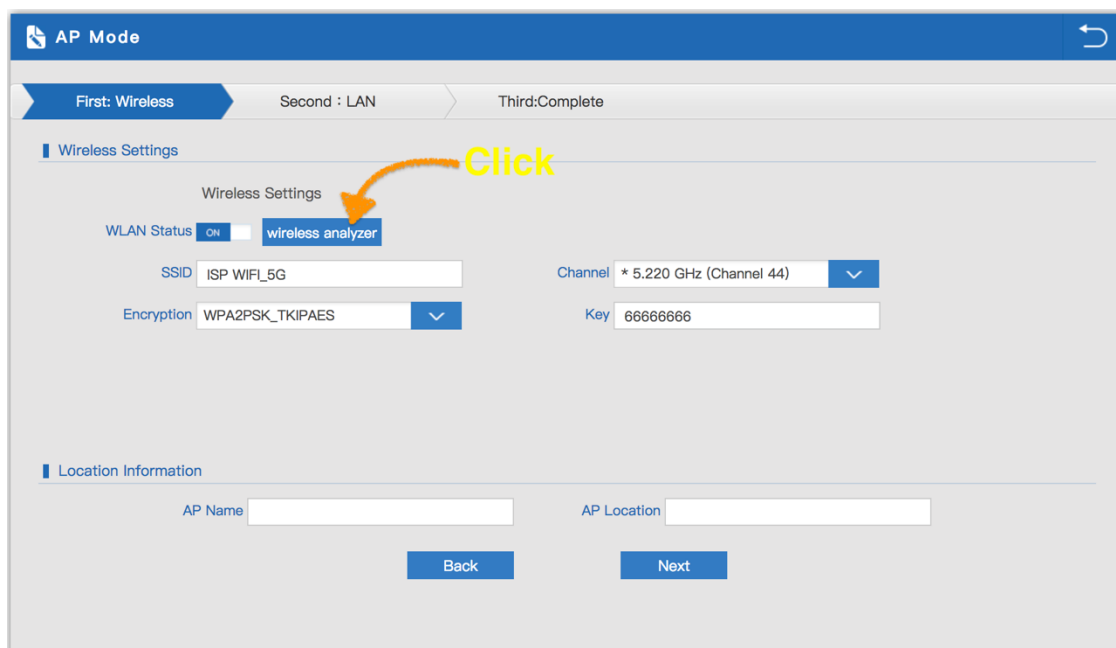 AP Mode
First: Wireless Second : LAN Third:Complete
Wireless Settings
Click
Wireless Settings
WLAN Status ON wireless analyzer
SSID ISP WIFI_5G Channel * 5.220 GHz (Channel 44)
Encryption WPA2PSK_TKIPAES Key 66666666
Location Information
AP Name AP Location
Back Next